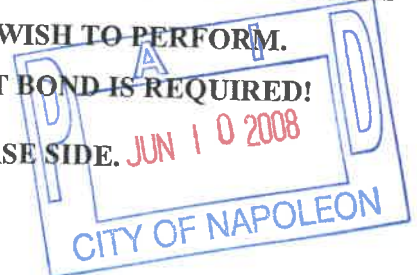 WISH TO PERFORM.
T BOND IS REQUIRED!
SE SIDE.
PAID
JUN 10 2008
CITY OF NAPOLEON